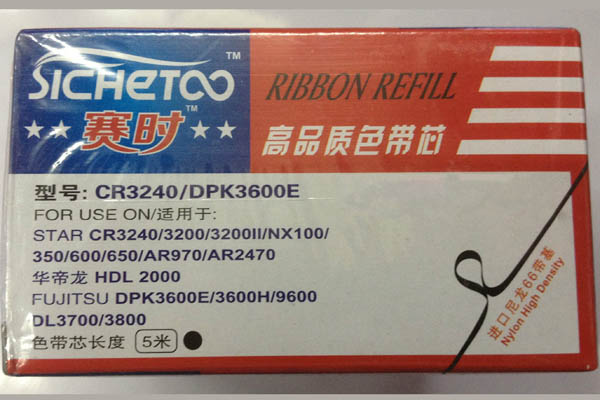 SICHETOO™
赛时™
RIBBON REFILL
高品质色带芯
型号: CR3240/DPK3600E
FOR USE ON/适用于:
STAR CR3240/3200/3200II/NX100/
350/600/650/AR970/AR2470
华帝龙 HDL 2000
FUJITSU DPK3600E/3600H/9600
DL3700/3800
色带芯长度 5米
进口尼龙66带基
Nylon High Density